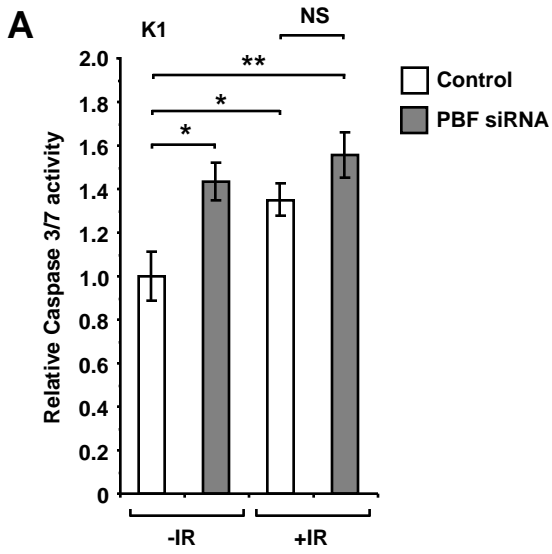 A
K1
NS
**
*
*
Control
PBF siRNA
Relative Caspase 3/7 activity
2.0
1.8
1.6
1.4
1.2
1.0
0.8
0.6
0.4
0.2
0
-IR
+IR